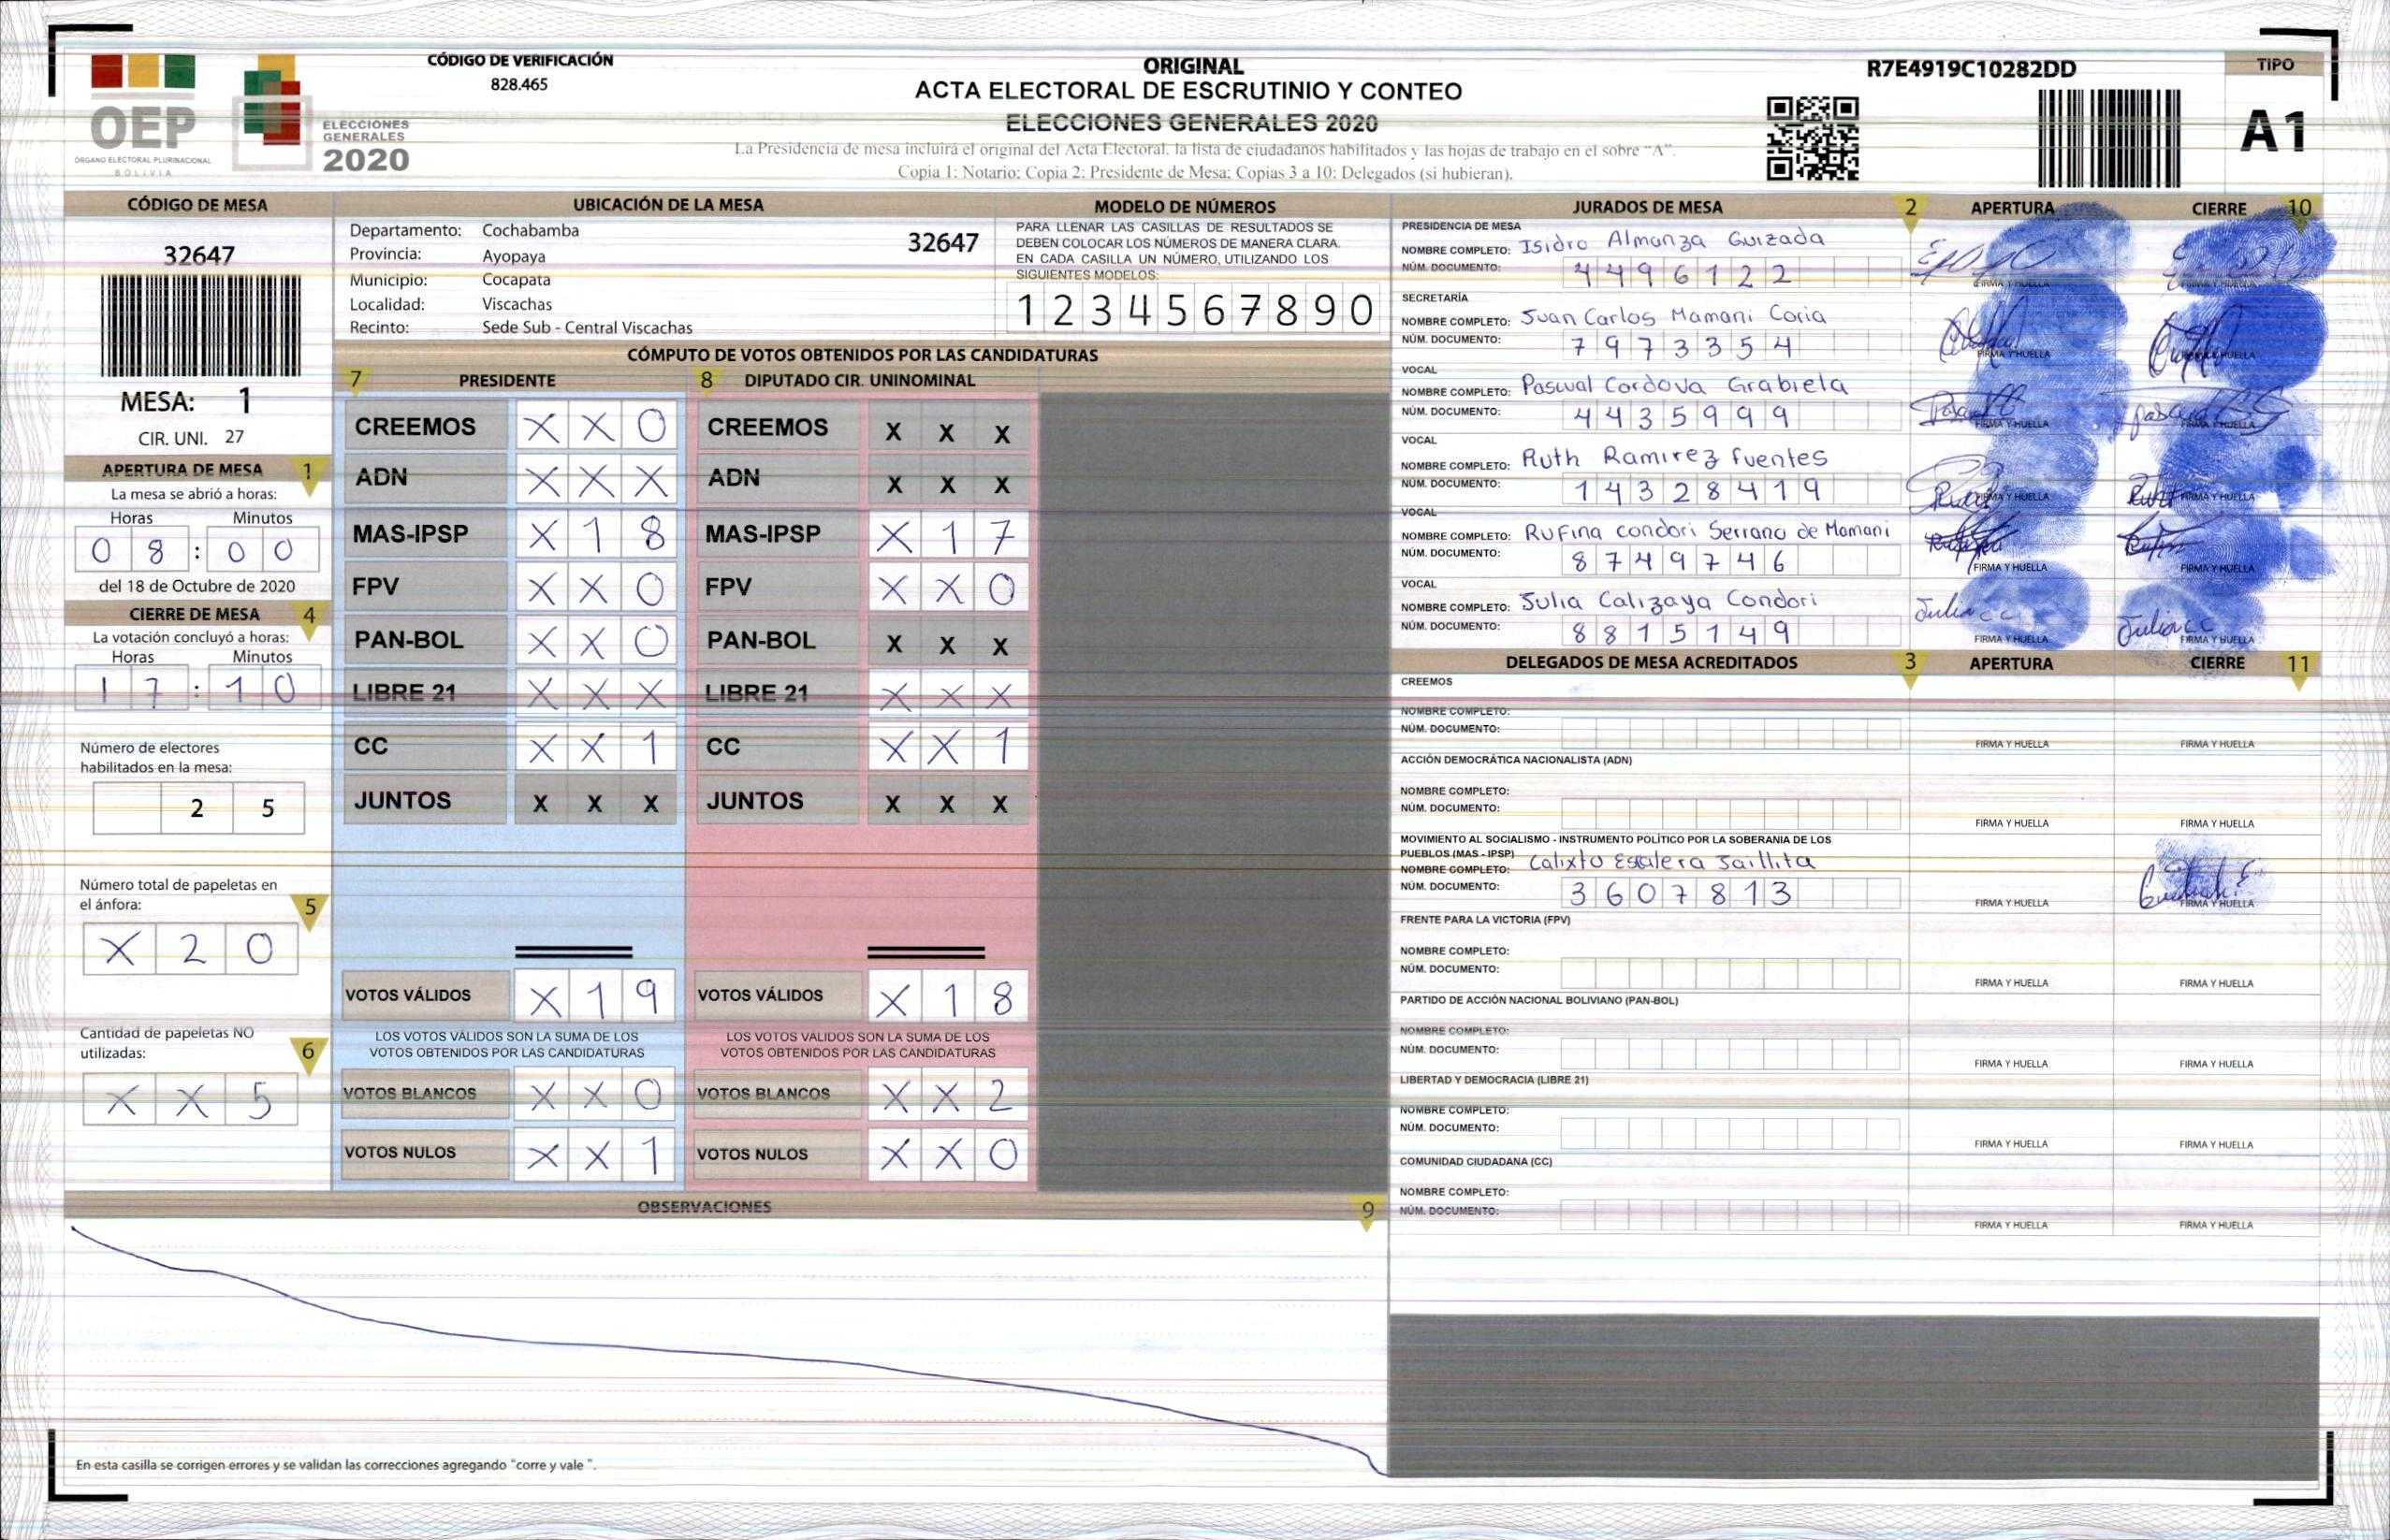 OEP
ÓRGANO ELECTORAL PLURINACIONAL
BOLIVIA
ELECCIONES
GENERALES
2020
CÓDIGO DE VERIFICACIÓN
828.465
ORIGINAL
ACTA ELECTORAL DE ESCRUTINIO Y CONTEO
ELECCIONES GENERALES 2020
La Presidencia de mesa incluirá el original del Acta Electoral, la lista de ciudadanos habilitados y las hojas de trabajo en el sobre "A".
Copia 1: Notario; Copia 2: Presidente de Mesa; Copias 3 a 10: Delegados (si hubieran).
R7E4919C10282DD
TIPO
A1
CÓDIGO DE MESA
32647
MESA: 1
CIR. UNI. 27
APERTURA DE MESA 1
La mesa se abrió a horas:
Horas Minutos
0 8 : 0 0
del 18 de Octubre de 2020
CIERRE DE MESA 4
La votación concluyó a horas:
Horas Minutos
1 7 : 1 0
Número de electores
habilitados en la mesa:
2 5
Número total de papeletas en
el ánfora: 5
X 2 0
Cantidad de papeletas NO
utilizadas: 6
X X 5
UBICACIÓN DE LA MESA
Departamento: Cochabamba
32647
Provincia: Ayopaya
Municipio: Cocapata
Localidad: Viscachas
Recinto: Sede Sub - Central Viscachas
MODELO DE NÚMEROS
PARA LLENAR LAS CASILLAS DE RESULTADOS SE
DEBEN COLOCAR LOS NÚMEROS DE MANERA CLARA.
EN CADA CASILLA UN NÚMERO, UTILIZANDO LOS
SIGUIENTES MODELOS:
1 2 3 4 5 6 7 8 9 0
CÓMPUTO DE VOTOS OBTENIDOS POR LAS CANDIDATURAS
7 PRESIDENTE 8 DIPUTADO CIR. UNINOMINAL
CREEMOS X X 0 CREEMOS X X X
ADN X X X ADN X X X
MAS-IPSP X 1 8 MAS-IPSP X 1 7
FPV X X 0 FPV X X 0
PAN-BOL X X 0 PAN-BOL X X X
LIBRE 21 X X X LIBRE 21 X X X
CC X X 1 CC X X 1
JUNTOS X X X JUNTOS X X X
VOTOS VÁLIDOS X 1 9 VOTOS VÁLIDOS X 1 8
LOS VOTOS VÁLIDOS SON LA SUMA DE LOS LOS VOTOS VÁLIDOS SON LA SUMA DE LOS
VOTOS OBTENIDOS POR LAS CANDIDATURAS VOTOS OBTENIDOS POR LAS CANDIDATURAS
VOTOS BLANCOS X X 0 VOTOS BLANCOS X X 2
VOTOS NULOS X X 1 VOTOS NULOS X X 0
OBSERVACIONES 9
En esta casilla se corrigen errores y se validan las correcciones agregando "corre y vale ".
JURADOS DE MESA 2 APERTURA CIERRE 10
PRESIDENCIA DE MESA
NOMBRE COMPLETO: Isidro Almanza Guizada
NÚM. DOCUMENTO: 4496122
FIRMA Y HUELLA FIRMA Y HUELLA
SECRETARÍA
NOMBRE COMPLETO: Juan Carlos Mamani Coria
NÚM. DOCUMENTO: 7973354
FIRMA Y HUELLA FIRMA Y HUELLA
VOCAL
NOMBRE COMPLETO: Pascual Cordova Grabiela
NÚM. DOCUMENTO: 4435999
FIRMA Y HUELLA FIRMA Y HUELLA
VOCAL
NOMBRE COMPLETO: Ruth Ramirez fuentes
NÚM. DOCUMENTO: 14328419
FIRMA Y HUELLA FIRMA Y HUELLA
VOCAL
NOMBRE COMPLETO: Rufina condori Serrano de Mamani
NÚM. DOCUMENTO: 8749746
FIRMA Y HUELLA FIRMA Y HUELLA
VOCAL
NOMBRE COMPLETO: Julia Calizaya Condori
NÚM. DOCUMENTO: 8815149
Julia cc Julia cc
FIRMA Y HUELLA FIRMA Y HUELLA
DELEGADOS DE MESA ACREDITADOS 3 APERTURA CIERRE 11
CREEMOS
NOMBRE COMPLETO:
NÚM. DOCUMENTO:
FIRMA Y HUELLA FIRMA Y HUELLA
ACCIÓN DEMOCRÁTICA NACIONALISTA (ADN)
NOMBRE COMPLETO:
NÚM. DOCUMENTO:
FIRMA Y HUELLA FIRMA Y HUELLA
MOVIMIENTO AL SOCIALISMO - INSTRUMENTO POLÍTICO POR LA SOBERANIA DE LOS
PUEBLOS (MAS - IPSP)
NOMBRE COMPLETO: Calixto Escalera Jaillita
NÚM. DOCUMENTO: 3607813
FIRMA Y HUELLA FIRMA Y HUELLA
FRENTE PARA LA VICTORIA (FPV)
NOMBRE COMPLETO:
NÚM. DOCUMENTO:
FIRMA Y HUELLA FIRMA Y HUELLA
PARTIDO DE ACCIÓN NACIONAL BOLIVIANO (PAN-BOL)
NOMBRE COMPLETO:
NÚM. DOCUMENTO:
FIRMA Y HUELLA FIRMA Y HUELLA
LIBERTAD Y DEMOCRACIA (LIBRE 21)
NOMBRE COMPLETO:
NÚM. DOCUMENTO:
FIRMA Y HUELLA FIRMA Y HUELLA
COMUNIDAD CIUDADANA (CC)
NOMBRE COMPLETO:
NÚM. DOCUMENTO:
FIRMA Y HUELLA FIRMA Y HUELLA